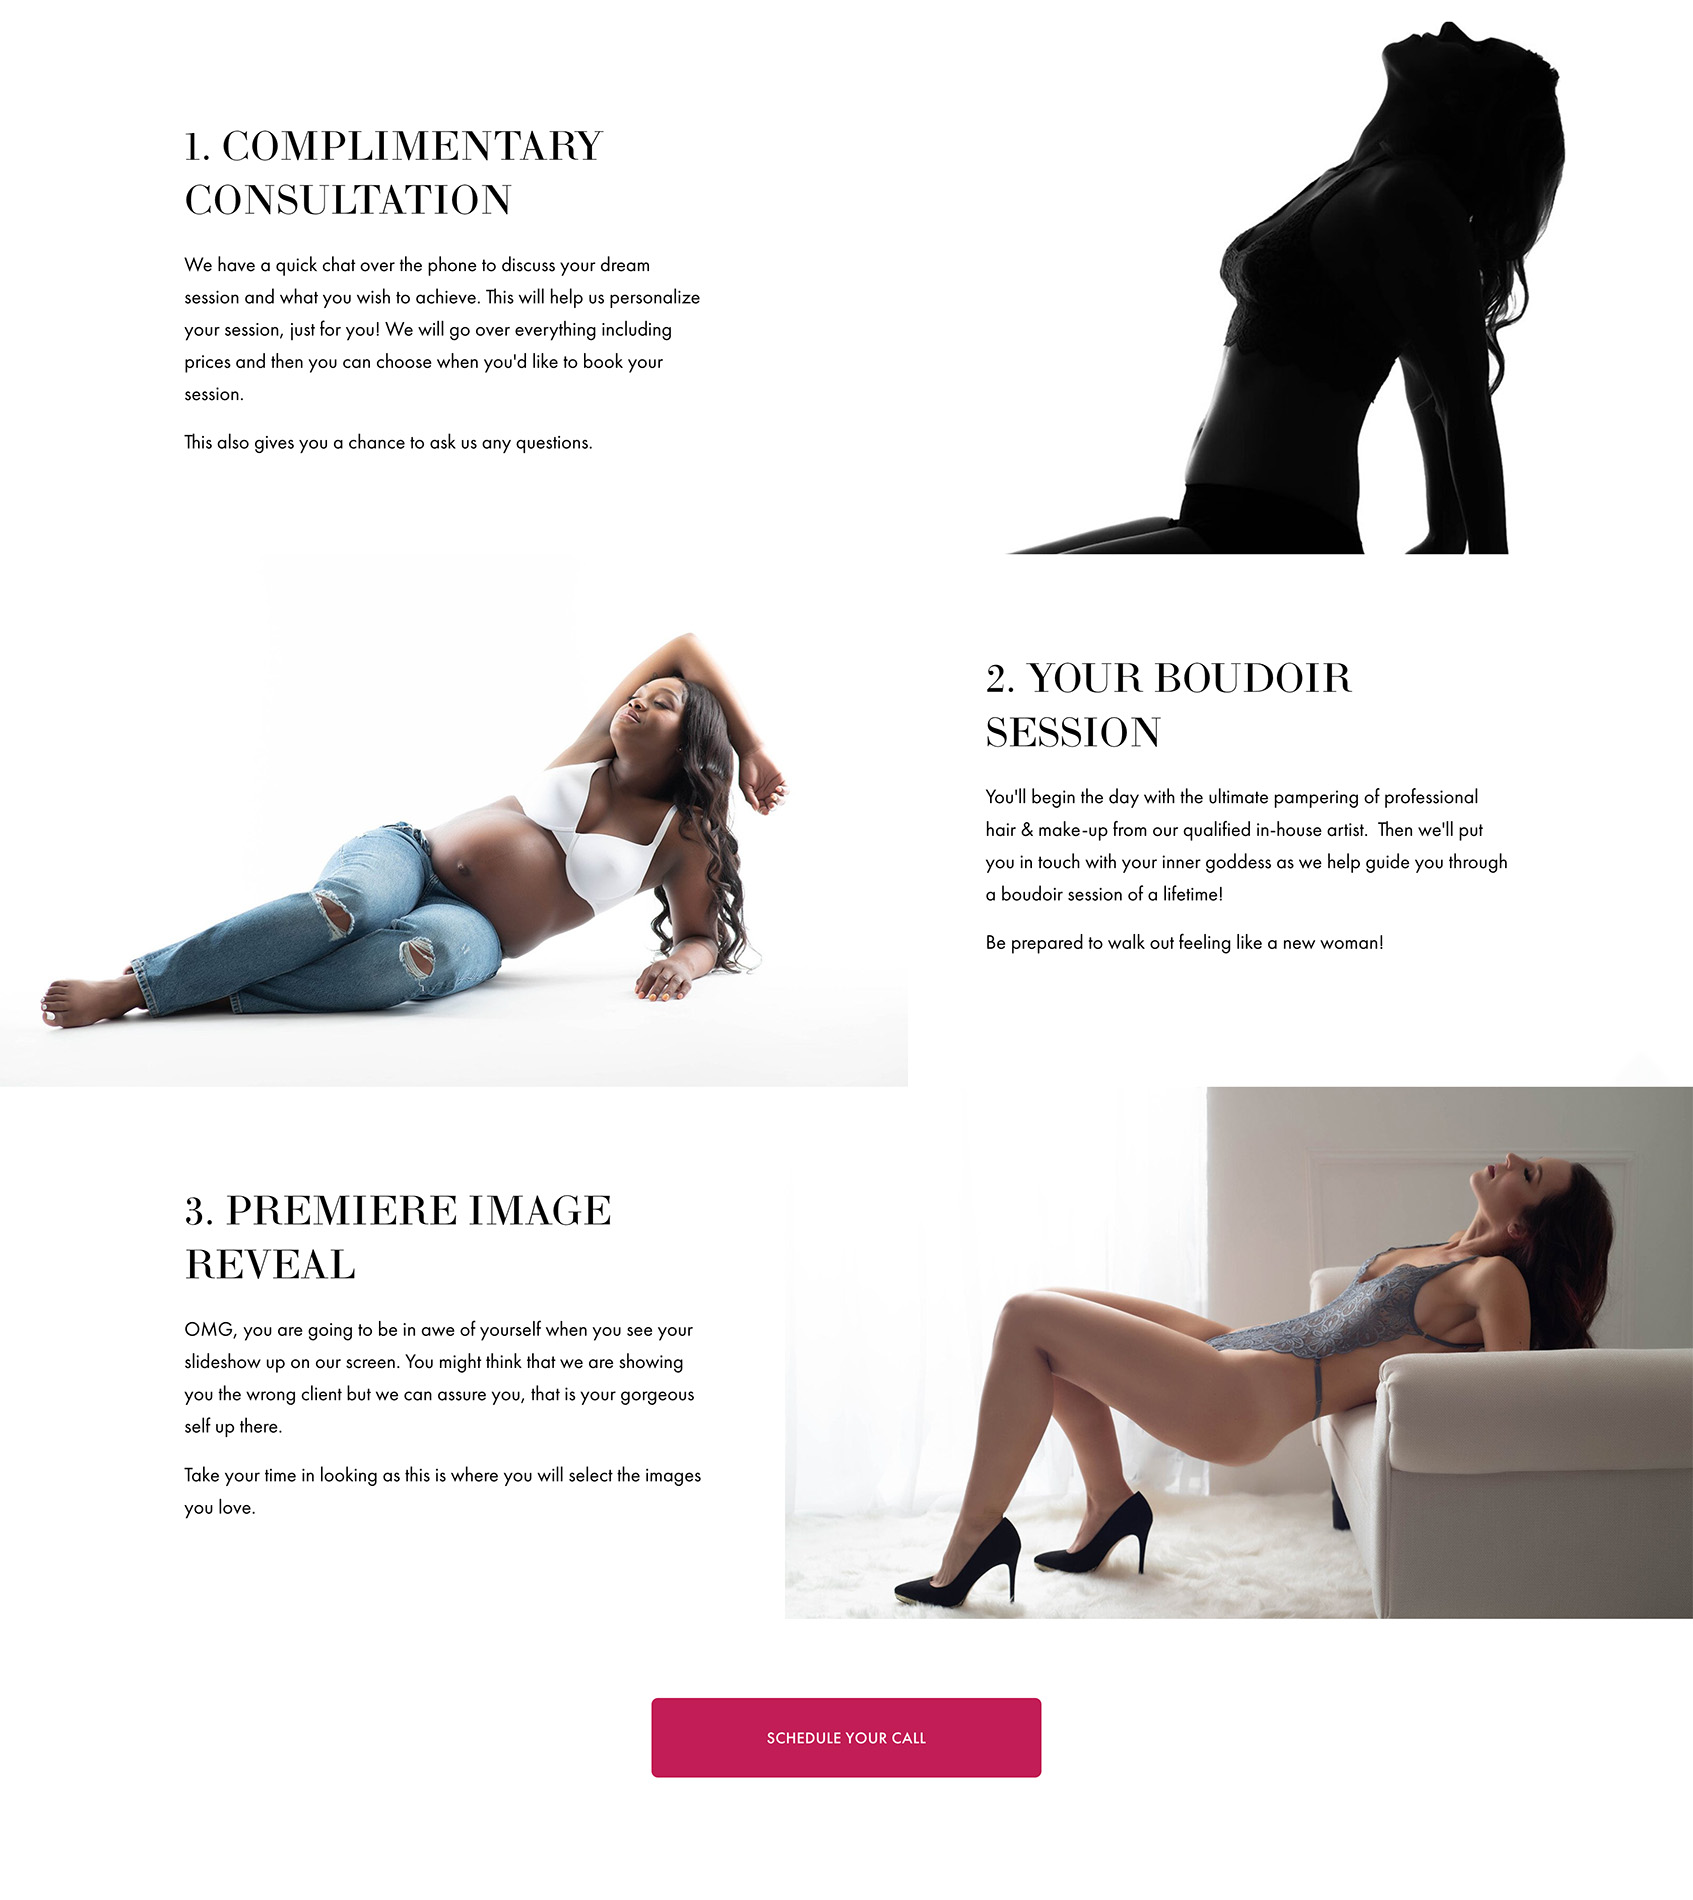 1. COMPLIMENTARY
CONSULTATION
We have a quick chat over the phone to discuss your dream
session and what you wish to achieve. This will help us personalize
your session, just for you! We will go over everything including
prices and then you can choose when you'd like to book your
session.
This also gives you a chance to ask us any questions.
2. YOUR BOUDOIR
SESSION
You'll begin the day with the ultimate pampering of professional
hair & make-up from our qualified in-house artist.  Then we'll put
you in touch with your inner goddess as we help guide you through
a boudoir session of a lifetime!
Be prepared to walk out feeling like a new woman!
3. PREMIERE IMAGE
REVEAL
OMG, you are going to be in awe of yourself when you see your
slideshow up on our screen. You might think that we are showing
you the wrong client but we can assure you, that is your gorgeous
self up there.
Take your time in looking as this is where you will select the images
you love.
SCHEDULE YOUR CALL